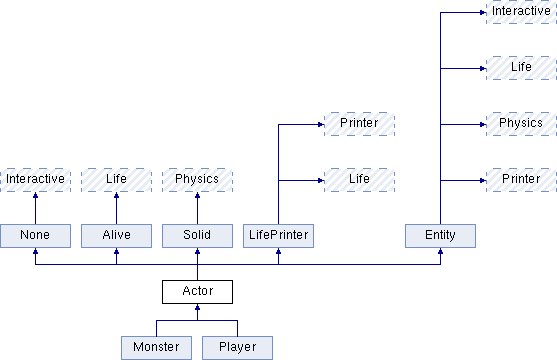 Interactive
Life
Printer
Physics
Interactive
Life
Physics
Life
Printer
None
Alive
Solid
LifePrinter
Entity
Actor
Monster
Player